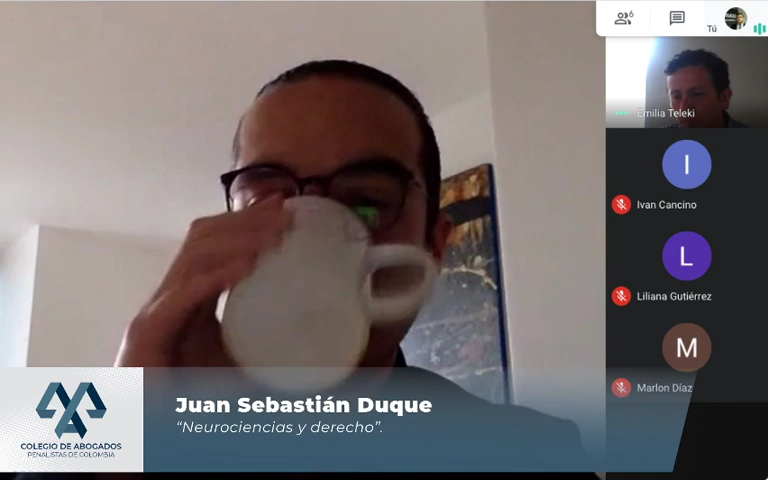 6
Tú
Emilia Teleki
I
Ivan Cancino
L
Liliana Gutiérrez
M
Marlon Díaz
Juan Sebastián Duque
“Neurociencias y derecho”.
COLEGIO DE ABOGADOS
PENALISTAS DE COLOMBIA